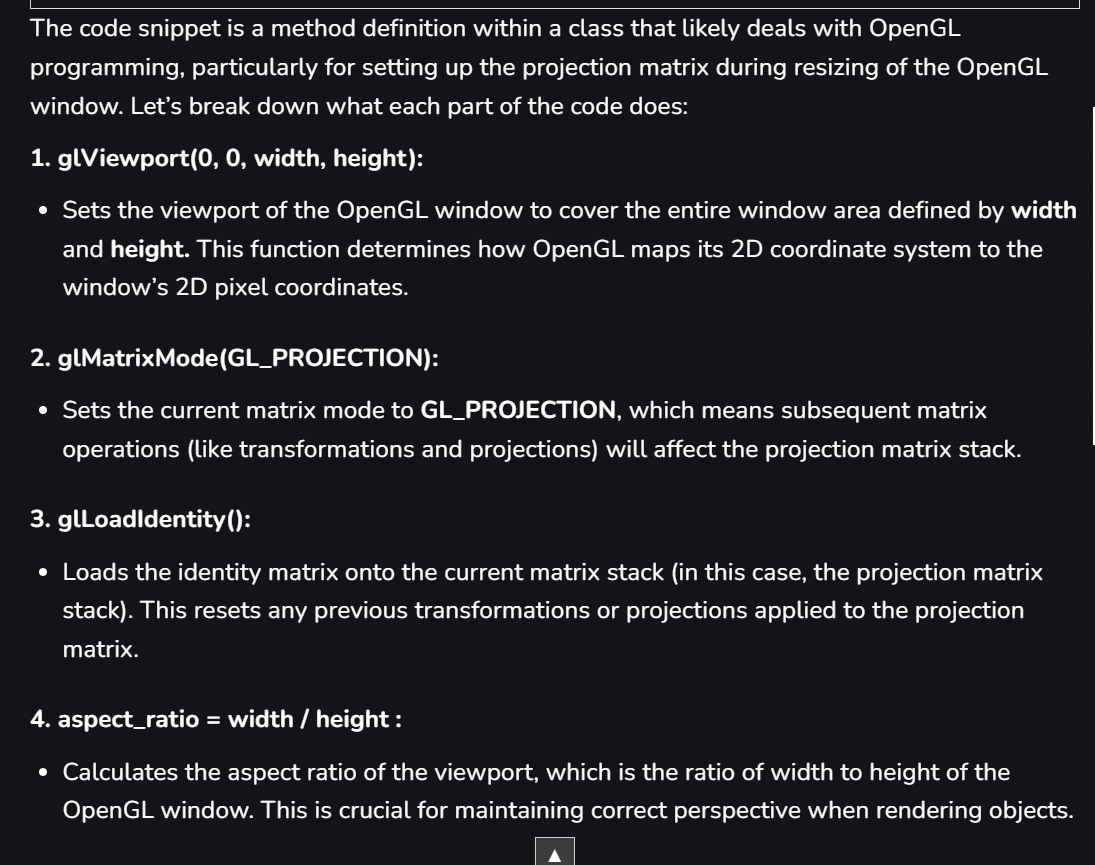 The code snippet is a method definition within a class that likely deals with OpenGL
programming, particularly for setting up the projection matrix during resizing of the OpenGL
window. Let’s break down what each part of the code does:
1. glViewport(0, 0, width, height):
• Sets the viewport of the OpenGL window to cover the entire window area defined by width
and height. This function determines how OpenGL maps its 2D coordinate system to the
window’s 2D pixel coordinates.
2. glMatrixMode(GL_PROJECTION):
• Sets the current matrix mode to GL_PROJECTION, which means subsequent matrix
operations (like transformations and projections) will affect the projection matrix stack.
3. glLoadIdentity():
• Loads the identity matrix onto the current matrix stack (in this case, the projection matrix
stack). This resets any previous transformations or projections applied to the projection
matrix.
4. aspect_ratio = width / height :
• Calculates the aspect ratio of the viewport, which is the ratio of width to height of the
OpenGL window. This is crucial for maintaining correct perspective when rendering objects.